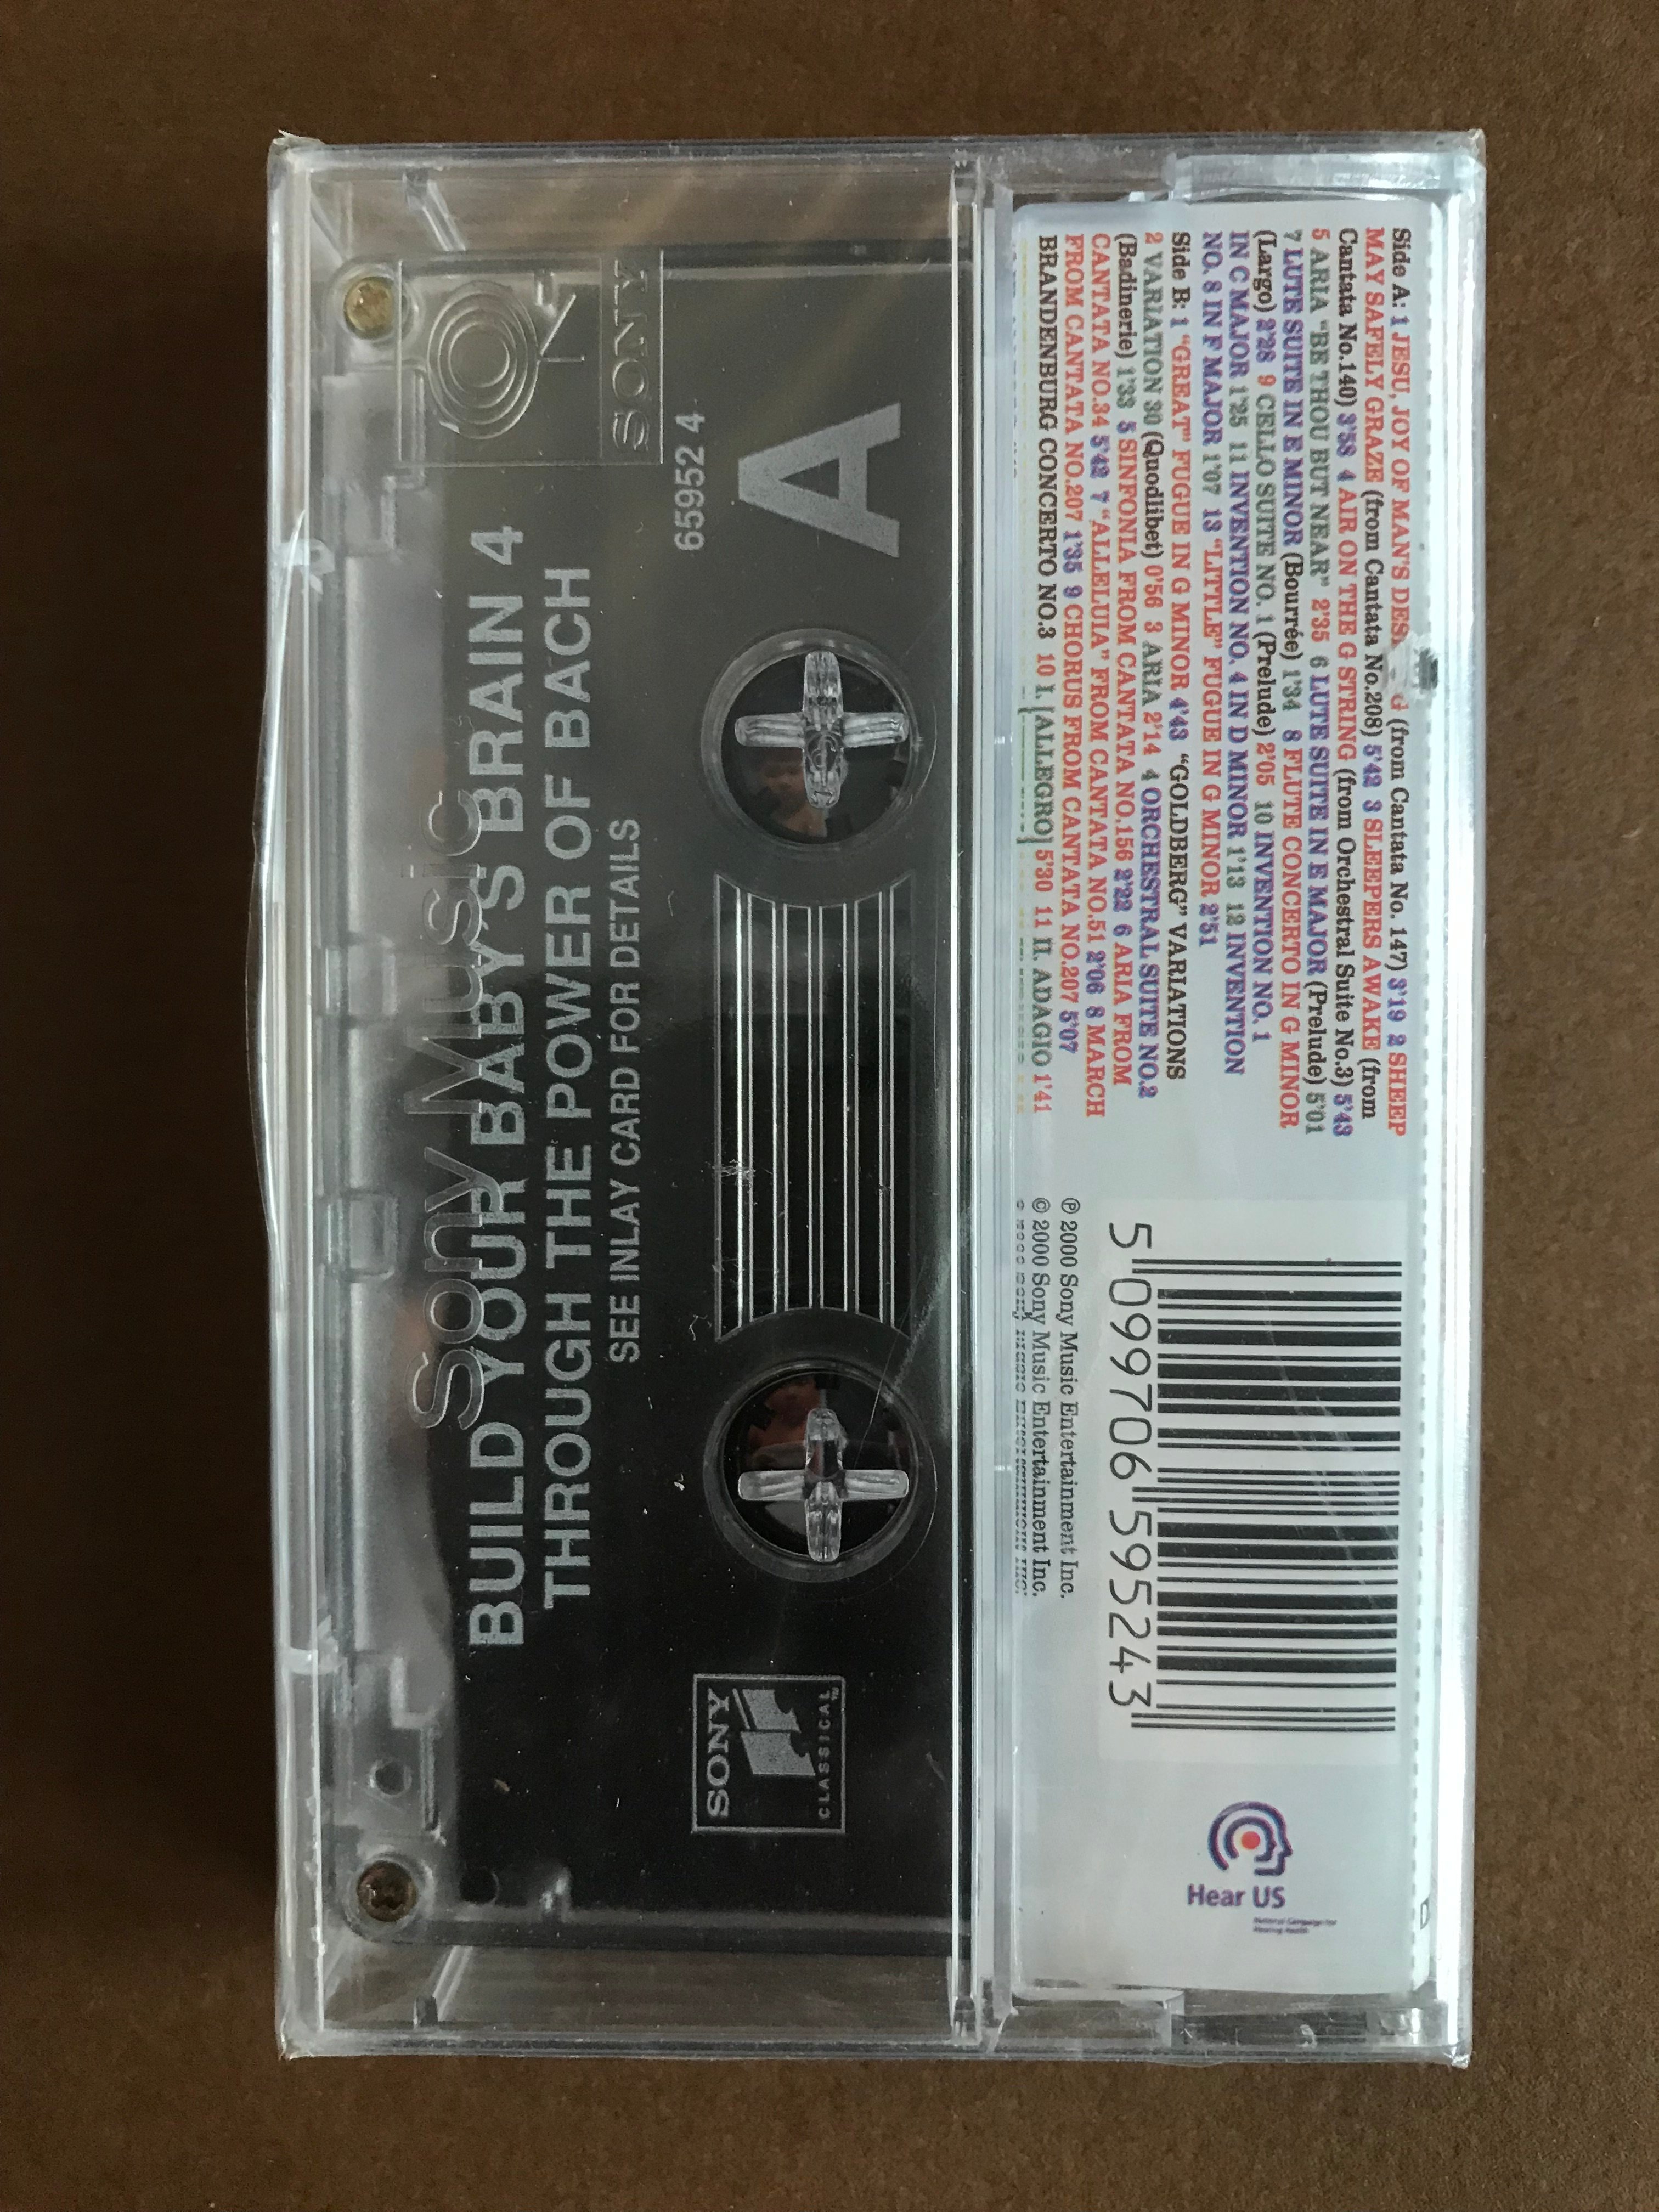 Side A: 1 JESU, JOY OF MAN'S (from Cantata No. 147) 3'19 2 SHEEP
MAY SAFELY GRAZE (from Cantata No.208) 5'42 3 SLEEPERS AWAKE (from
Cantata No.140) 3'58 4 AIR ON THE G STRING (from Orchestral Suite No.3) 5'43
5 ARIA "BE THOU BUT NEAR" 2'35 6 LUTE SUITE IN E MAJOR (Prelude) 5'01
7 LUTE SUITE IN E MINOR (Bourrée) 1'34 8 FLUTE CONCERTO IN G MINOR
(Largo) 2'28 9 CELLO SUITE NO. 1 (Prelude) 2'05 10 INVENTION NO. 1
IN C MAJOR 1'25 11 INVENTION NO. 4 IN D MINOR 1'13 12 INVENTION
NO. 8 IN F MAJOR 1'07 13 "LITTLE" FUGUE IN G MINOR 2'51
Side B: 1 "GREAT" FUGUE IN G MINOR 4'43 "GOLDBERG" VARIATIONS
2 VARIATION 30 (Quodlibet) 0'56 3 ARIA 2'14 4 ORCHESTRAL SUITE NO.2
(Badinerie) 1'33 5 SINFONIA FROM CANTATA NO.156 2'22 6 ARIA FROM
CANTATA NO.34 5'42 7 "ALLELUIA" FROM CANTATA NO.51 2'06 8 MARCH
FROM CANTATA NO.207 1'35 9 CHORUS FROM CANTATA NO.207 5'07
BRANDENBURG CONCERTO NO.3 10 I. [ALLEGRO] 5'30 11 II. ADAGIO 1'41
5 099706 595243
℗ 2000 Sony Music Entertainment Inc.
© 2000 Sony Music Entertainment Inc.
Hear US
National Campaign for
Hearing Health
A
65952 4
SONY
CLASSICAL™
SONY
SEE INLAY CARD FOR DETAILS
THROUGH THE POWER OF BACH
BUILD YOUR BABY'S BRAIN 4
Sony Music